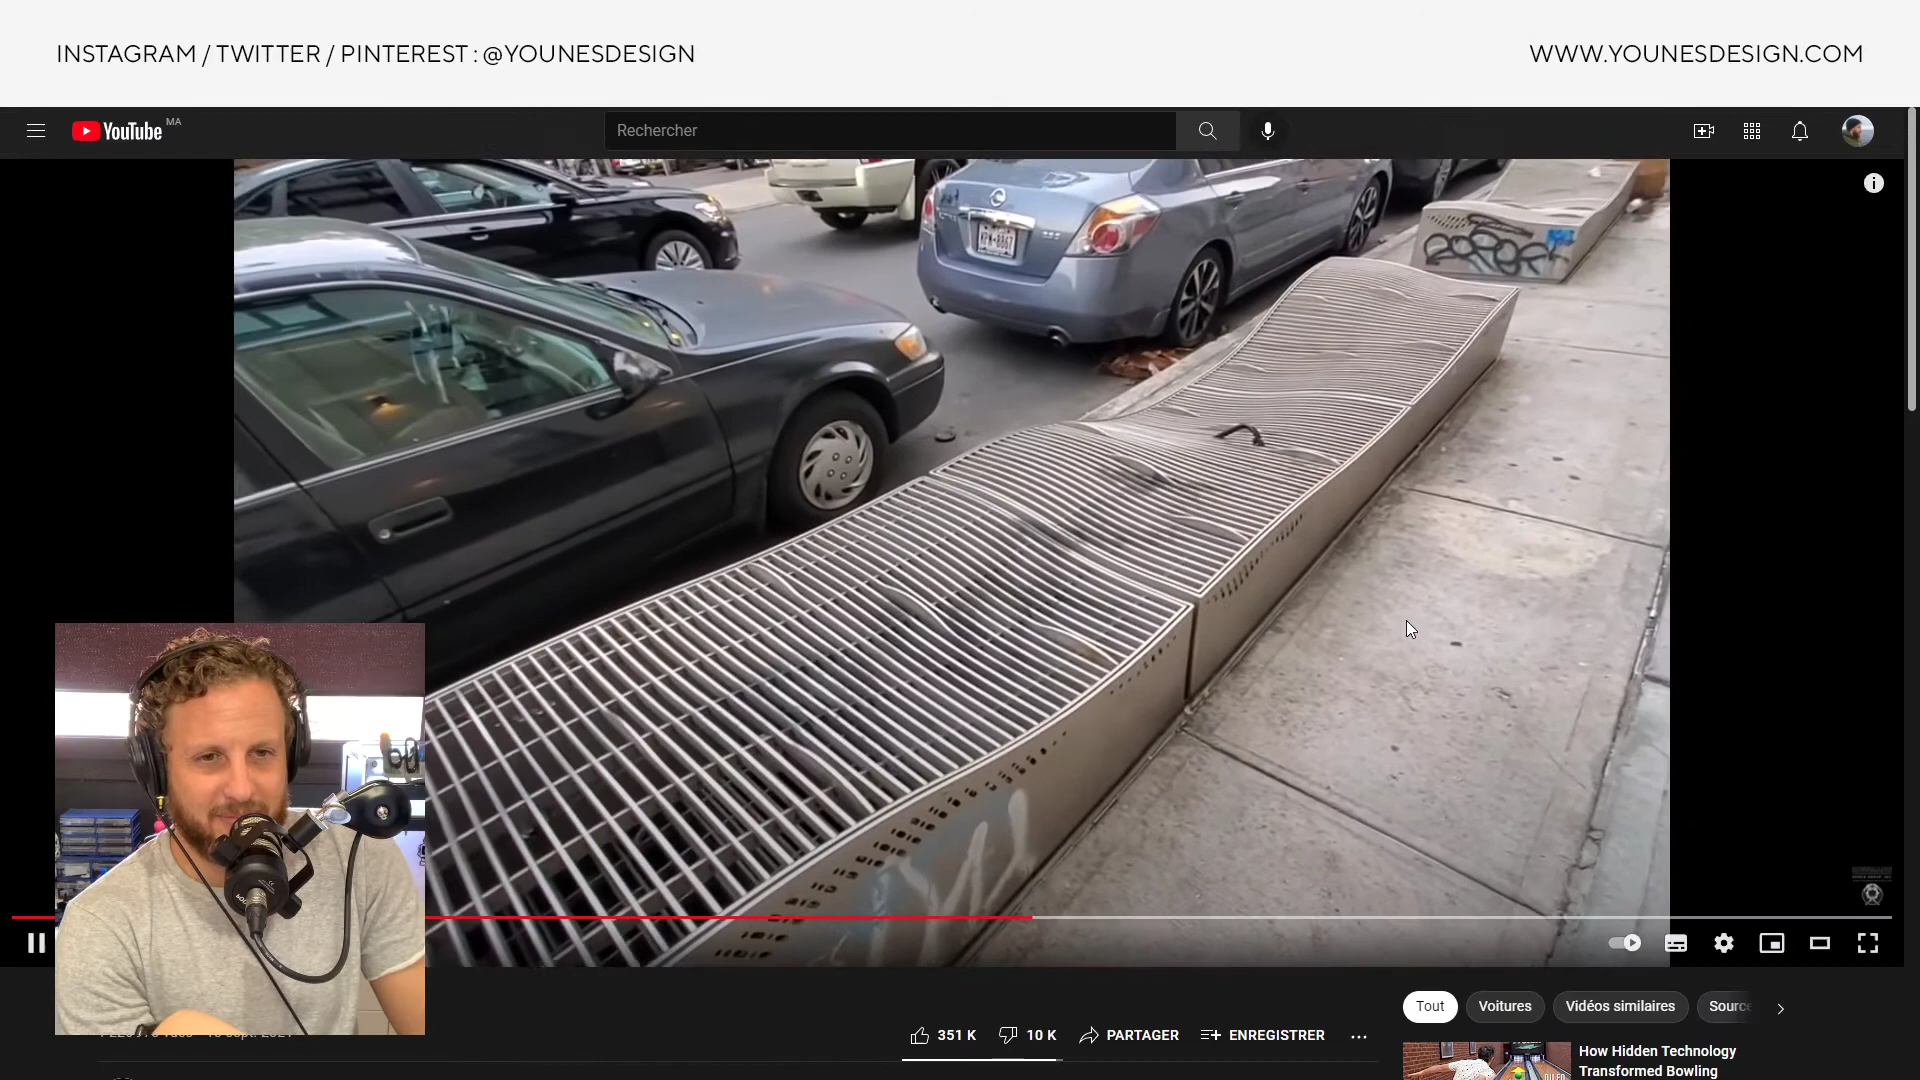 INSTAGRAM / TWITTER / PINTEREST : @YOUNESDESIGN
WWW.YOUNESDESIGN.COM
YouTube
MA
Rechercher
351 K
10 K
PARTAGER
ENREGISTRER
Tout
Voitures
Vidéos similaires
How Hidden Technology
Transformed Bowling